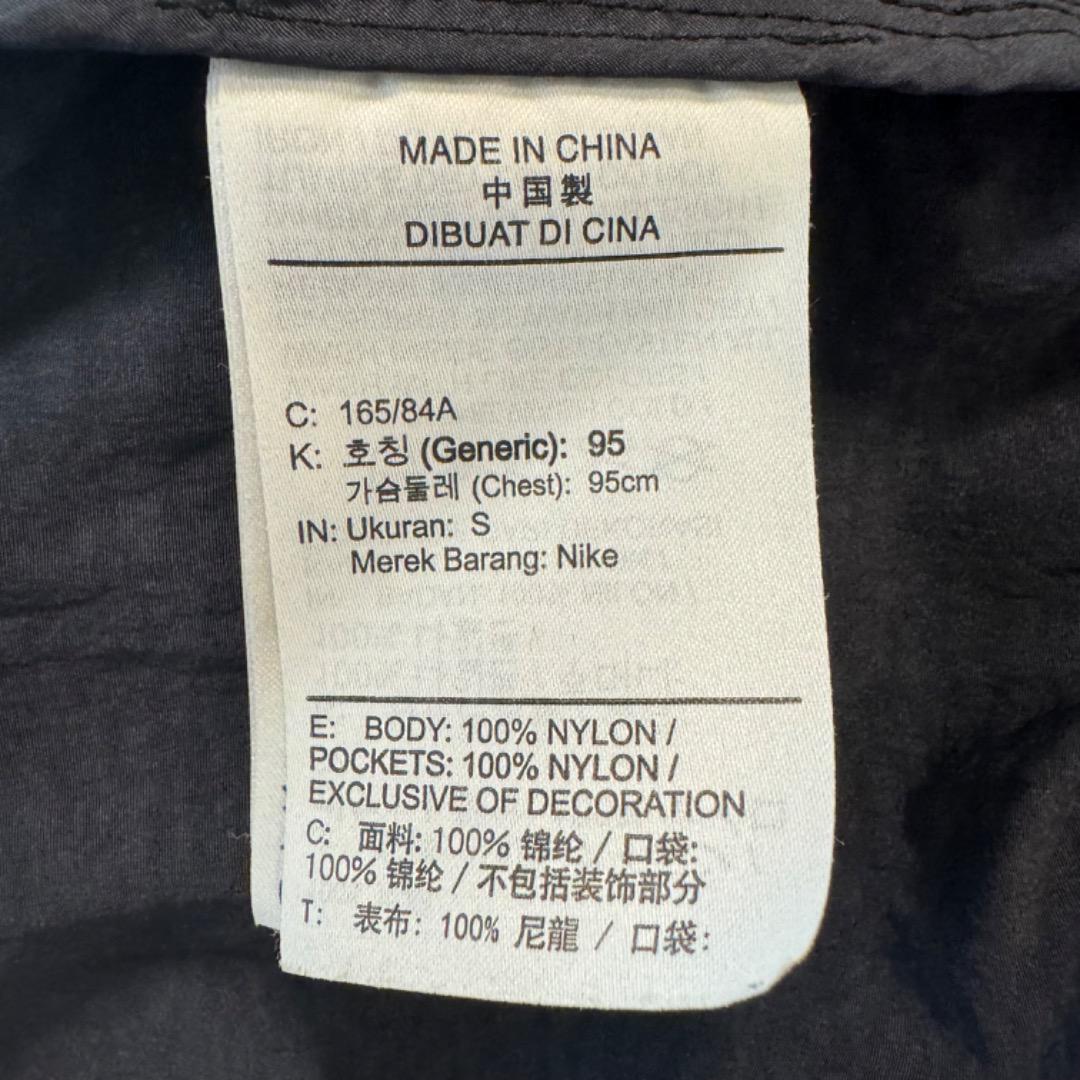 MADE IN CHINA
中国製
DIBUAT DI CINA
C: 165/84A
K: 호칭 (Generic): 95
가슴둘레 (Chest): 95cm
IN: Ukuran: S
Merek Barang: Nike
E: BODY: 100% NYLON /
POCKETS: 100% NYLON /
EXCLUSIVE OF DECORATION
C: 面料: 100% 锦纶 / 口袋:
100% 锦纶 / 不包括装饰部分
T: 表布: 100% 尼龍 / 口袋: